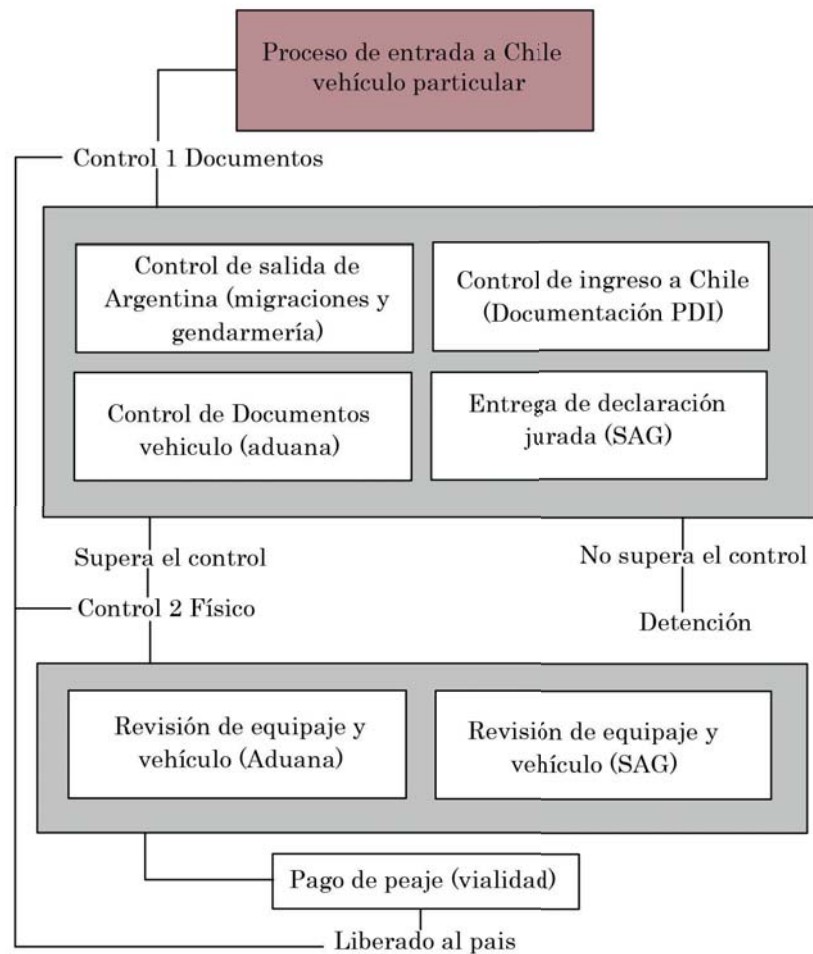 Proceso de entrada a Chile
vehículo particular
Control 1 Documentos
Control de salida de
Argentina (migraciones y
gendarmería)
Control de ingreso a Chile
(Documentación PDI)
Control de Documentos
vehiculo (aduana)
Entrega de declaración
jurada (SAG)
Supera el control
No supera el control
Control 2 Físico
Detención
Revisión de equipaje y
vehículo (Aduana)
Revisión de equipaje y
vehículo (SAG)
Pago de peaje (vialidad)
Liberado al pais